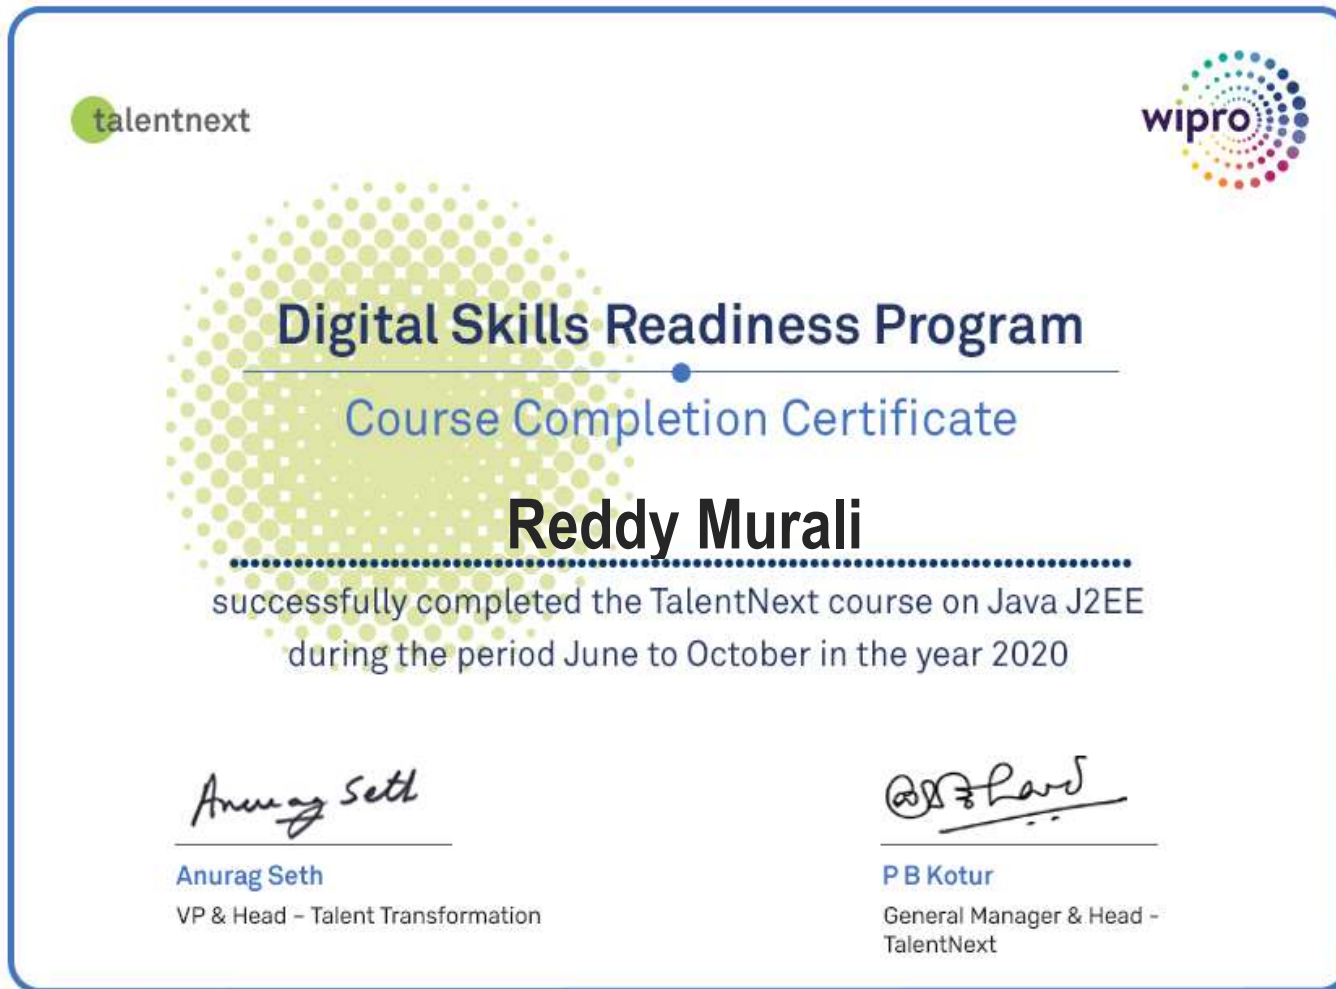 talentnext
wipro
Digital Skills Readiness Program
Course Completion Certificate
Reddy Murali
successfully completed the TalentNext course on Java J2EE
during the period June to October in the year 2020
Anurag Seth
Anurag Seth
VP & Head – Talent Transformation
P B Kotur
General Manager & Head -
TalentNext